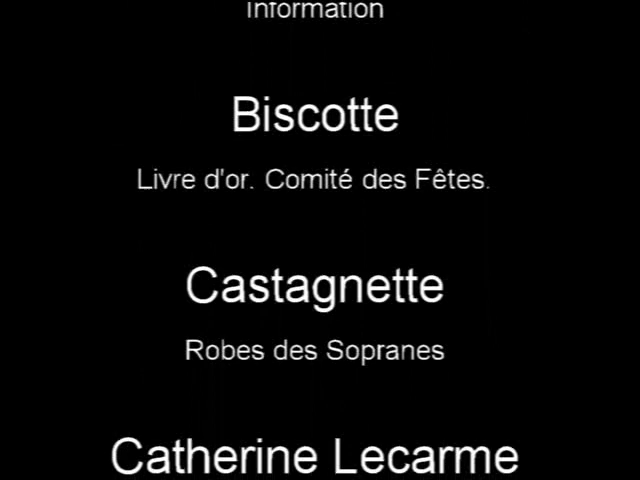 Information
Biscotte
Livre d'or. Comité des Fêtes.
Castagnette
Robes des Sopranes
Catherine Lecarme